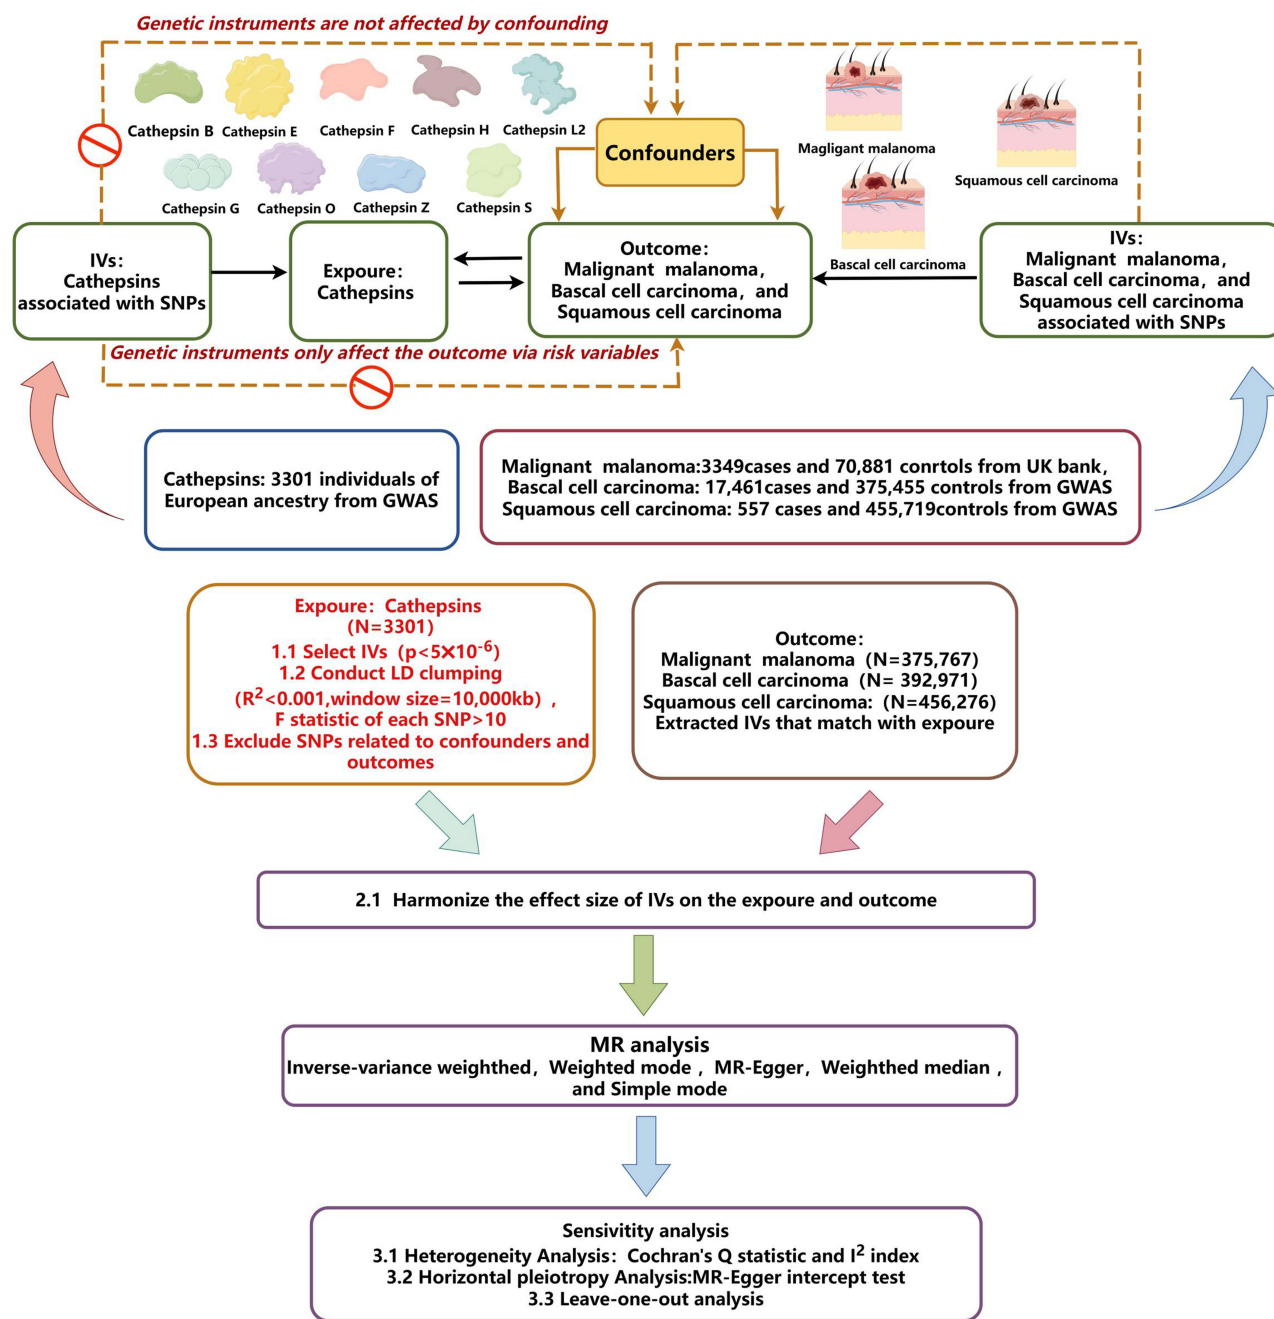 Genetic instruments are not affected by confounding
Cathepsin B
Cathepsin E
Cathepsin F
Cathepsin H
Cathepsin L2
Cathepsin G
Cathepsin O
Cathepsin Z
Cathepsin S
Confounders
Magligant malanoma
Squamous cell carcinoma
Bascal cell carcinoma
IVs:
Cathepsins
associated with SNPs
Expoure:
Cathepsins
Outcome:
Malignant malanoma,
Bascal cell carcinoma, and
Squamous cell carcinoma
IVs:
Malignant malanoma,
Bascal cell carcinoma, and
Squamous cell carcinoma
associated with SNPs
Genetic instruments only affect the outcome via risk variables
Cathepsins: 3301 individuals of
European ancestry from GWAS
Malignant malanoma:3349cases and 70,881 conrtols from UK bank,
Bascal cell carcinoma: 17,461cases and 375,455 controls from GWAS
Squamous cell carcinoma: 557 cases and 455,719controls from GWAS
Expoure: Cathepsins
(N=3301)
1.1 Select IVs (p<5×10⁻⁶)
1.2 Conduct LD clumping
(R²<0.001,window size=10,000kb) ,
F statistic of each SNP>10
1.3 Exclude SNPs related to confounders and
outcomes
Outcome:
Malignant malanoma (N=375,767)
Bascal cell carcinoma (N= 392,971)
Squamous cell carcinoma: (N=456,276)
Extracted IVs that match with expoure
2.1 Harmonize the effect size of IVs on the expoure and outcome
MR analysis
Inverse-variance weighthed, Weighted mode , MR-Egger, Weighthed median ,
and Simple mode
Sensivitity analysis
3.1 Heterogeneity Analysis: Cochran's Q statistic and I² index
3.2 Horizontal pleiotropy Analysis:MR-Egger intercept test
3.3 Leave-one-out analysis